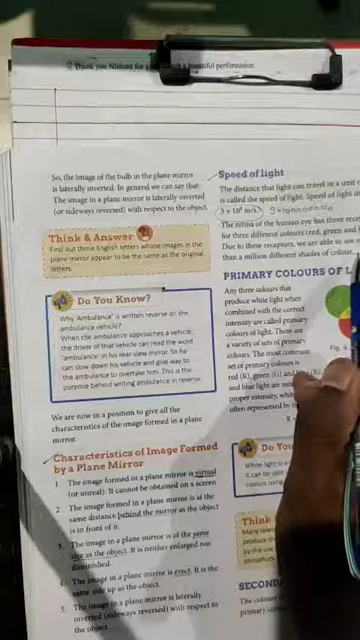 Think you Nishant for
beautiful performance.
So, the image of the bulb in the plane mirror
is laterally inverted. In general we can say that
The image in a plane mirror is laterally inverted
(or sideways reversed) with respect to the object.
Think & Answer
Find out those English letters whose images in the
plane mirror appear to be the same as the original
letters.
Do You Know?
Why 'Ambulance' is written reverse on the
ambulance vehicle?
When the ambulance approaches a vehicle,
the driver of that vehicle can read the word
'ambulance' in his rear view mirror. So he
can slow down his vehicle and give way to
the ambulance to overtake him. This is the
purpose behind writing ambulance in reverse.
We are now in a position to give all the
characteristics of the image formed in a plane
mirror.
Characteristics of Image Formed
by a Plane Mirror
1. The image formed in a plane mirror is virtual
(or unreal). It cannot be obtained on a screen
2. The image formed in a plane mirror is at the
same distance behind the mirror as the object
is in front of it.
3. The image formed in a plane mirror is of the same
size as the object. It is neither enlarged nor
diminished.
4. The image in a plane mirror is erect. It is the
same side up as the object.
5. The image in a plane mirror is laterally
inverted (sideways reversed) with respect to
the object.
Speed of light
The distance that light can travel in a unit
is called the speed of light. Speed of light in
(3 x 10⁸ m/s)
The retina of the human eye has three
for three different colours (red, green and
Due to these receptors, we are able to see
than a million different shades of colour.
PRIMARY COLOURS OF
Any three colours that
produce white light when
combined with the correct
intensity are called primary
colours of light. There are
a variety of sets of primary
colours. The most common
set of primary colours is
red (R), green (G) and
and blue light are
proper intensity, whi
often represented by
R
Fig.
Do You
White light is
it can be split
colours using
Think
Many
produce
by the use
phosphors.
SECOND
The colours
primary